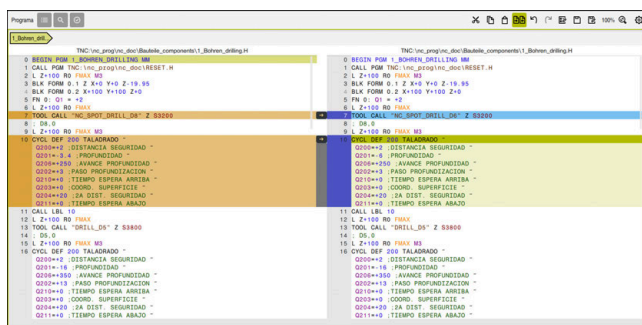 Programa
100%
1_Bohren_drill..
TNC:\nc_prog\nc_doc\Bauteile_components\1_Bohren_drilling.H
0 BEGIN PGM 1_BOHREN_DRILLING MM
1 CALL PGM TNC:\nc_prog\nc_doc\RESET.H
2 L Z+100 R0 FMAX M3
3 BLK FORM 0.1 Z X+0 Y+0 Z-19.95
4 BLK FORM 0.2 X+100 Y+100 Z+0
5 FN 0: Q1 = +2
6 L Z+100 R0 FMAX
7 TOOL CALL "NC_SPOT_DRILL_D8" Z S3200
8 ; D8.0
9 L Z+100 R0 FMAX M3
10 CYCL DEF 200 TALADRADO ~
Q200=+2 ;DISTANCIA SEGURIDAD ~
Q201=-3.4 ;PROFUNDIDAD ~
Q206=+250 ;AVANCE PROFUNDIDAD ~
Q202=+3 ;PASO PROFUNDIZACION ~
Q210=+0 ;TIEMPO ESPERA ARRIBA ~
Q203=+0 ;COORD. SUPERFICIE ~
Q204=+20 ;2A DIST. SEGURIDAD ~
Q211=+0 ;TIEMPO ESPERA ABAJO
11 CALL LBL 10
12 L Z+100 R0 FMAX
13 TOOL CALL "DRILL_D5" Z S3800
14 ; D5.0
15 L Z+100 R0 FMAX M3
16 CYCL DEF 200 TALADRADO ~
Q200=+2 ;DISTANCIA SEGURIDAD ~
Q201=-16 ;PROFUNDIDAD ~
Q206=+350 ;AVANCE PROFUNDIDAD ~
Q202=+13 ;PASO PROFUNDIZACION ~
Q210=+0 ;TIEMPO ESPERA ARRIBA ~
Q203=+0 ;COORD. SUPERFICIE ~
Q204=+20 ;2A DIST. SEGURIDAD ~
Q211=+0 ;TIEMPO ESPERA ABAJO ~
TNC:\nc_prog\nc_doc\Bauteile_components\1_Bohren_drilling.H
0 BEGIN PGM 1_BOHREN_DRILLING MM
1 CALL PGM TNC:\nc_prog\nc_doc\RESET.H
2 L Z+100 R0 FMAX M3
3 BLK FORM 0.1 Z X+0 Y+0 Z-19.95
4 BLK FORM 0.2 X+100 Y+100 Z+0
5 FN 0: Q1 = +2
6 L Z+100 R0 FMAX
7 TOOL CALL "NC_SPOT_DRILL_D6" Z S3200
8 ; D6.0
9 L Z+100 R0 FMAX M3
10 CYCL DEF 200 TALADRADO ~
Q200=+2 ;DISTANCIA SEGURIDAD ~
Q201=-6 ;PROFUNDIDAD ~
Q206=+250 ;AVANCE PROFUNDIDAD ~
Q202=+3 ;PASO PROFUNDIZACION ~
Q210=+0 ;TIEMPO ESPERA ARRIBA ~
Q203=+0 ;COORD. SUPERFICIE ~
Q204=+20 ;2A DIST. SEGURIDAD ~
Q211=+0 ;TIEMPO ESPERA ABAJO
11 CALL LBL 10
12 L Z+100 R0 FMAX
13 TOOL CALL "DRILL_D5" Z S3800
14 ; D5.0
15 L Z+100 R0 FMAX M3
16 CYCL DEF 200 TALADRADO ~
Q200=+2 ;DISTANCIA SEGURIDAD ~
Q201=-16 ;PROFUNDIDAD ~
Q206=+350 ;AVANCE PROFUNDIDAD ~
Q202=+13 ;PASO PROFUNDIZACION ~
Q210=+0 ;TIEMPO ESPERA ARRIBA ~
Q203=+0 ;COORD. SUPERFICIE ~
Q204=+20 ;2A DIST. SEGURIDAD ~
Q211=+0 ;TIEMPO ESPERA ABAJO ~